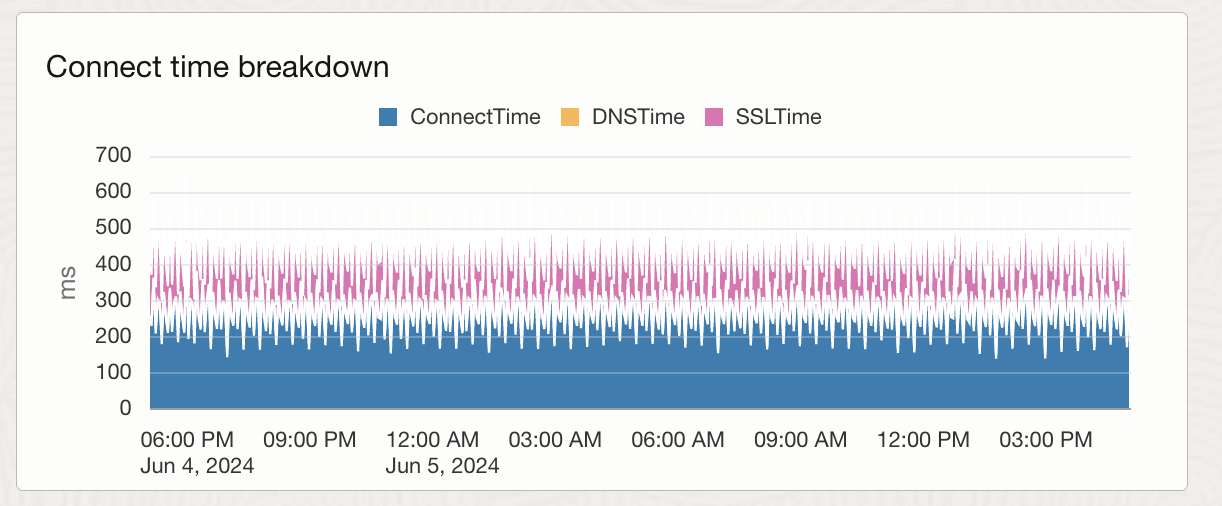 Connect time breakdown
ConnectTime DNSTime SSLTime
700
600
500
400
300
200
100
0
ms
06:00 PM 09:00 PM 12:00 AM 03:00 AM 06:00 AM 09:00 AM 12:00 PM 03:00 PM
Jun 4, 2024 Jun 5, 2024